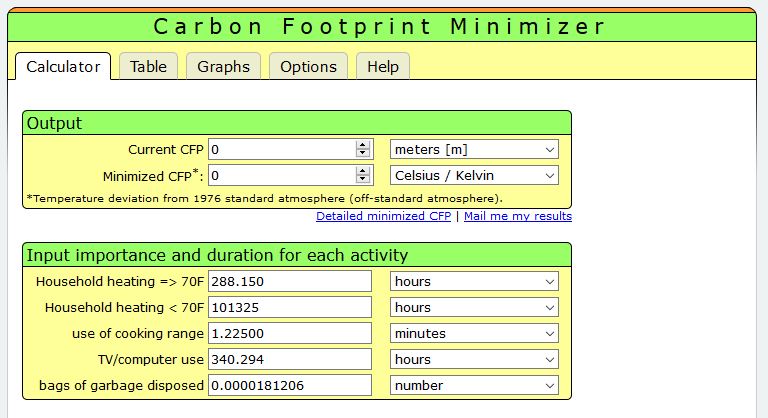 Carbon Footprint Minimizer
Calculator Table Graphs Options Help
Output
Current CFP 0 meters [m]
Minimized CFP*: 0 Celsius / Kelvin
*Temperature deviation from 1976 standard atmosphere (off-standard atmosphere).
Detailed minimized CFP | Mail me my results
Input importance and duration for each activity
Household heating => 70F 288.150 hours
Household heating < 70F 101325 hours
use of cooking range 1.22500 minutes
TV/computer use 340.294 hours
bags of garbage disposed 0.0000181206 number